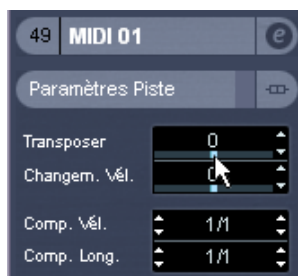 49 MIDI 01 e
Paramètres Piste
Transposer 0
Changem. Vél. 0
Comp. Vél. 1/1
Comp. Long. 1/1